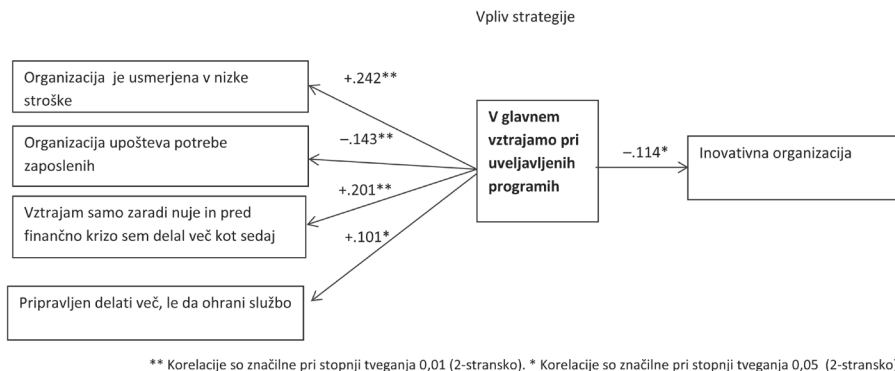 Vpliv strategije
Organizacija je usmerjena v nizke
stroške
+.242**
Organizacija upošteva potrebe
zaposlenih
–.143**
Vztrajam samo zaradi nuje in pred
finančno krizo sem delal več kot sedaj
+.201**
Pripravljen delati več, le da ohrani službo
+.101*
V glavnem
vztrajamo pri
uveljavljenih
programih
–.114*
Inovativna organizacija
** Korelacije so značilne pri stopnji tveganja 0,01 (2-stransko). * Korelacije so značilne pri stopnji tveganja 0,05 (2-stransko)